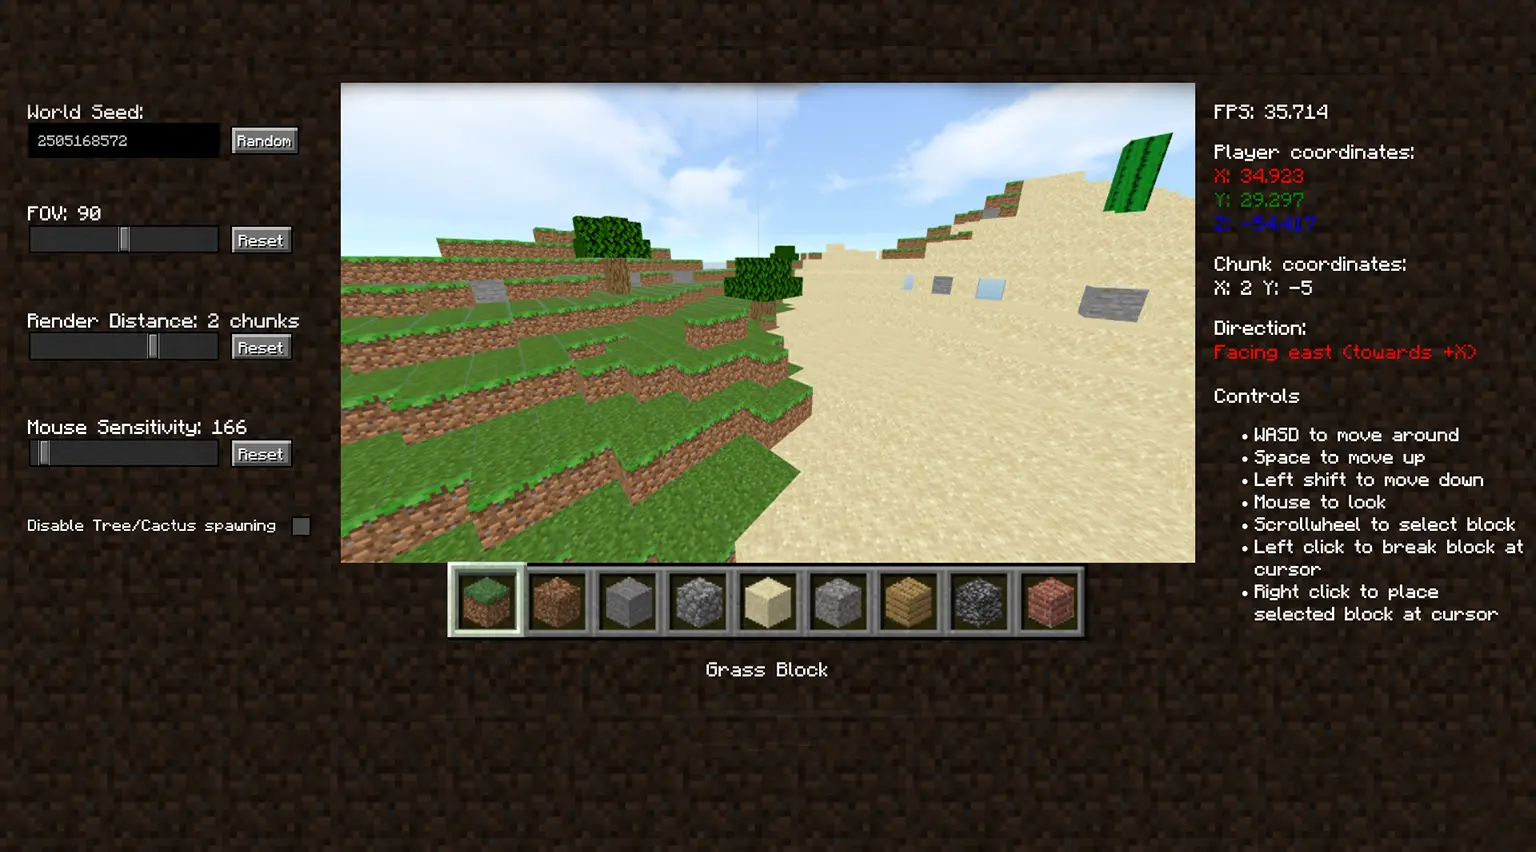 World Seed:
2505168572
Random
FOV: 90
Reset
Render Distance: 2 chunks
Reset
Mouse Sensitivity: 166
Reset
Disable Tree/Cactus spawning
Grass Block
FPS: 35.714
Player coordinates:
X: 34.923
Y: 29.297
Z: -54.417
Chunk coordinates:
X: 2 Y: -5
Direction:
Facing east (towards +X)
Controls
• WASD to move around
• Space to move up
• Left shift to move down
• Mouse to look
• Scrollwheel to select block
• Left click to break block at
cursor
• Right click to place
selected block at cursor